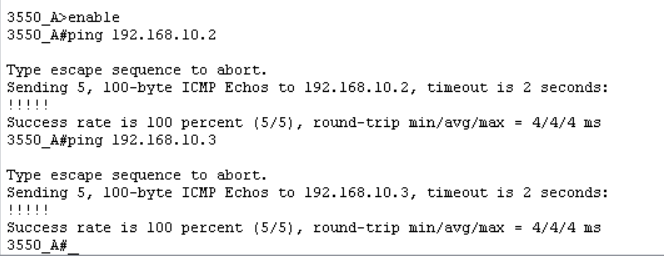 3550_A>enable
3550_A#ping 192.168.10.2
Type escape sequence to abort.
Sending 5, 100-byte ICMP Echos to 192.168.10.2, timeout is 2 seconds:
!!!!!
Success rate is 100 percent (5/5), round-trip min/avg/max = 4/4/4 ms
3550_A#ping 192.168.10.3
Type escape sequence to abort.
Sending 5, 100-byte ICMP Echos to 192.168.10.3, timeout is 2 seconds:
!!!!!
Success rate is 100 percent (5/5), round-trip min/avg/max = 4/4/4 ms
3550_A#_